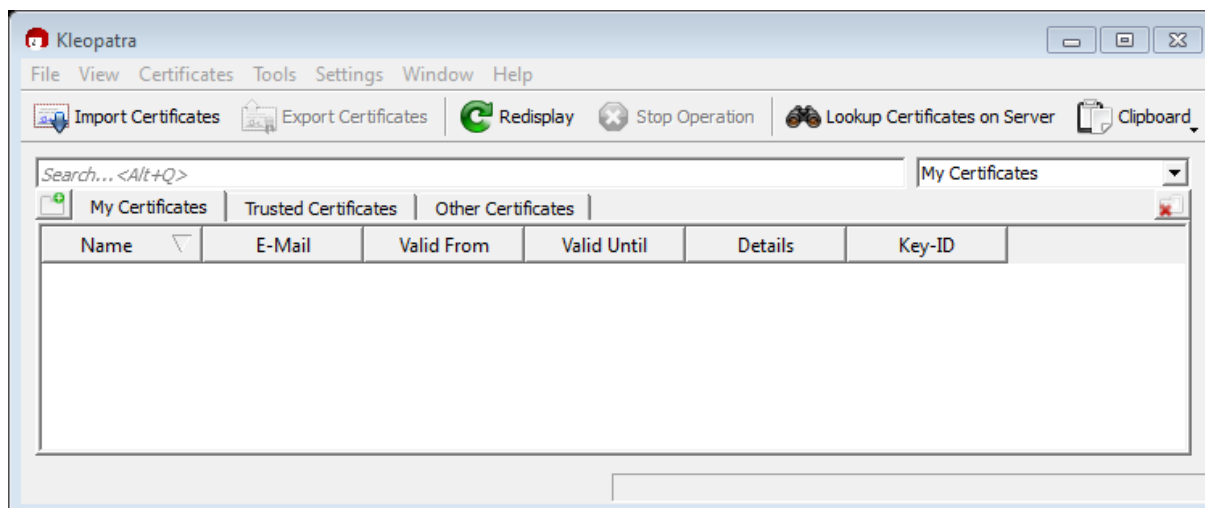 Kleopatra
File View Certificates Tools Settings Window Help
Import Certificates Export Certificates Redisplay Stop Operation Lookup Certificates on Server Clipboard
Search...<Alt+Q> My Certificates
My Certificates Trusted Certificates Other Certificates
Name E-Mail Valid From Valid Until Details Key-ID